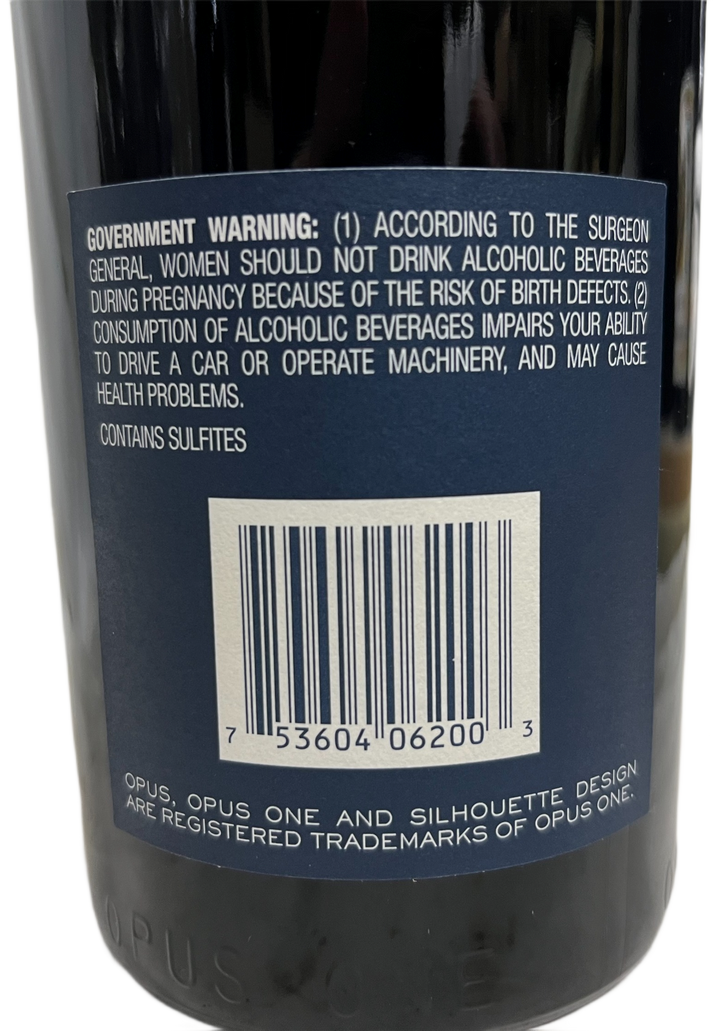 GOVERNMENT WARNING: (1) ACCORDING TO THE SURGEON
GENERAL, WOMEN SHOULD NOT DRINK ALCOHOLIC BEVERAGES
DURING PREGNANCY BECAUSE OF THE RISK OF BIRTH DEFECTS. (2)
CONSUMPTION OF ALCOHOLIC BEVERAGES IMPAIRS YOUR ABILITY
TO DRIVE A CAR OR OPERATE MACHINERY, AND MAY CAUSE
HEALTH PROBLEMS.
CONTAINS SULFITES
7 53604 06200 3
OPUS, OPUS ONE AND SILHOUETTE DESIGN
ARE REGISTERED TRADEMARKS OF OPUS ONE.
OPUS ONE